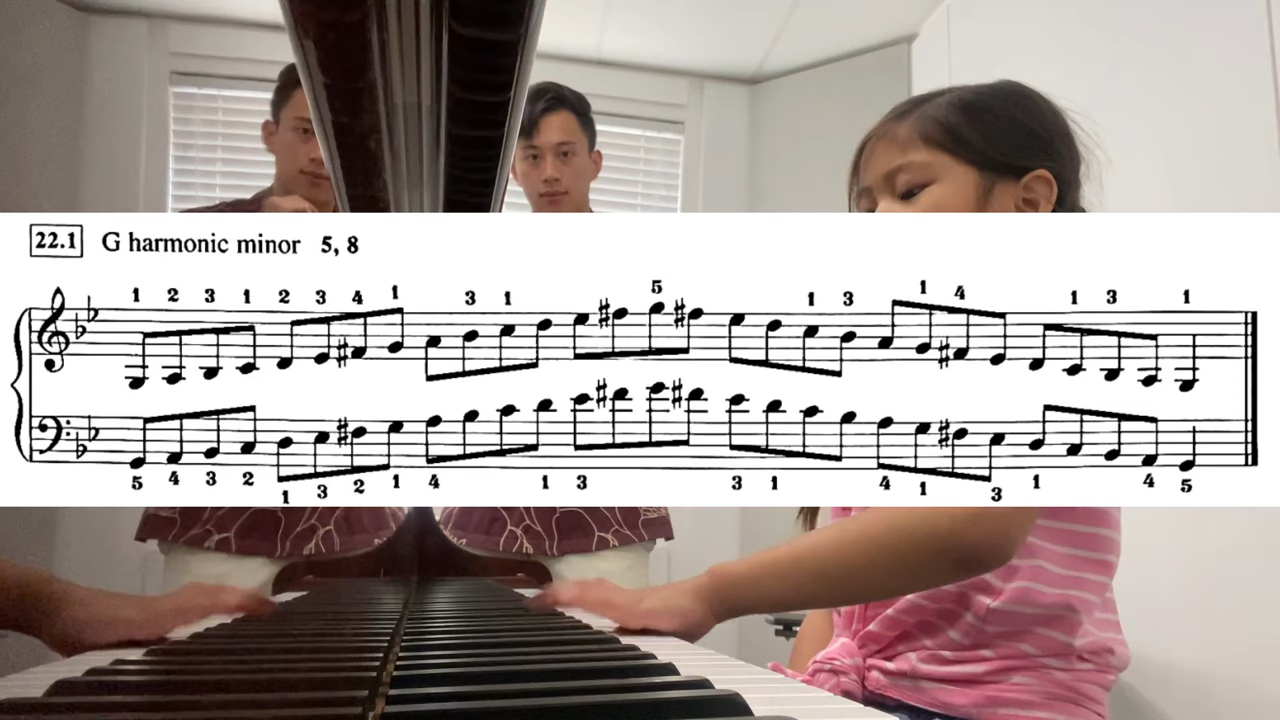 22.1 G harmonic minor 5, 8
1 2 3 1 2 3 4 1 3 1 5 1 3 1 4 1 3 1
5 4 3 2 1 3 2 1 4 1 3 3 1 4 1 3 1 4 5